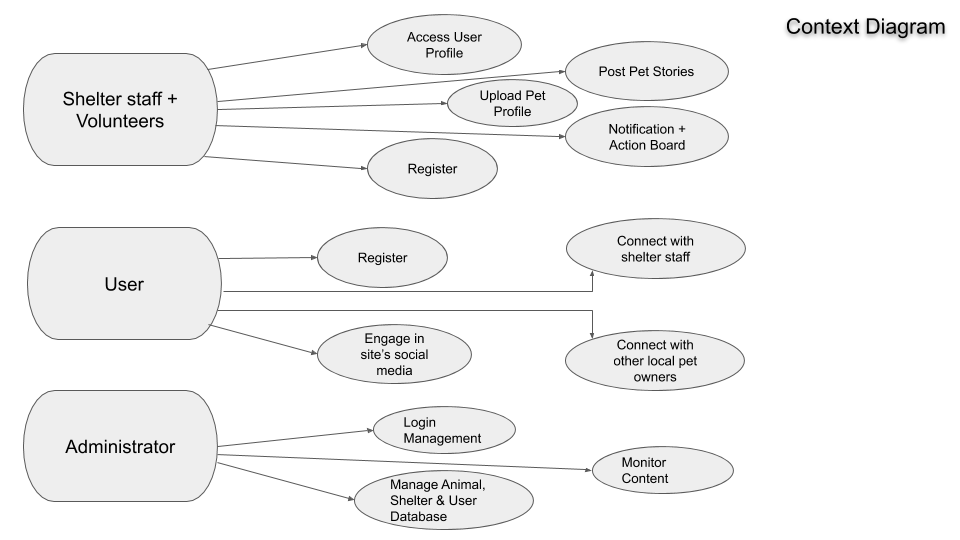 Context Diagram
Access User
Profile
Shelter staff +
Volunteers
Post Pet Stories
Upload Pet
Profile
Notification +
Action Board
Register
User
Register
Connect with
shelter staff
Engage in
site’s social
media
Connect with
other local pet
owners
Administrator
Login
Management
Monitor
Content
Manage Animal,
Shelter & User
Database